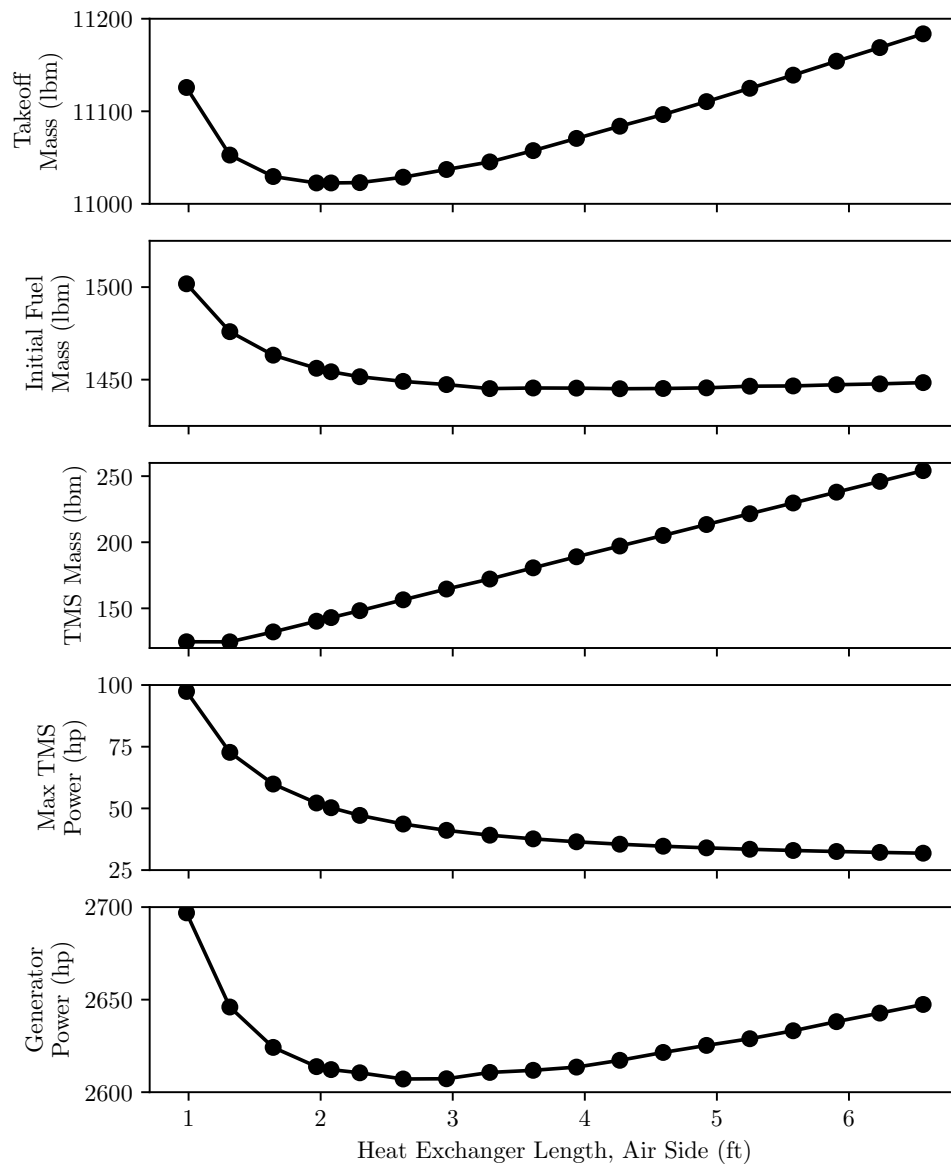 11200
11100
11000
Takeoff
Mass (lbm)
1500
1450
Initial Fuel
Mass (lbm)
250
200
150
TMS Mass (lbm)
100
75
50
25
Max TMS
Power (hp)
2700
2650
2600
Generator
Power (hp)
1 2 3 4 5 6
Heat Exchanger Length, Air Side (ft)